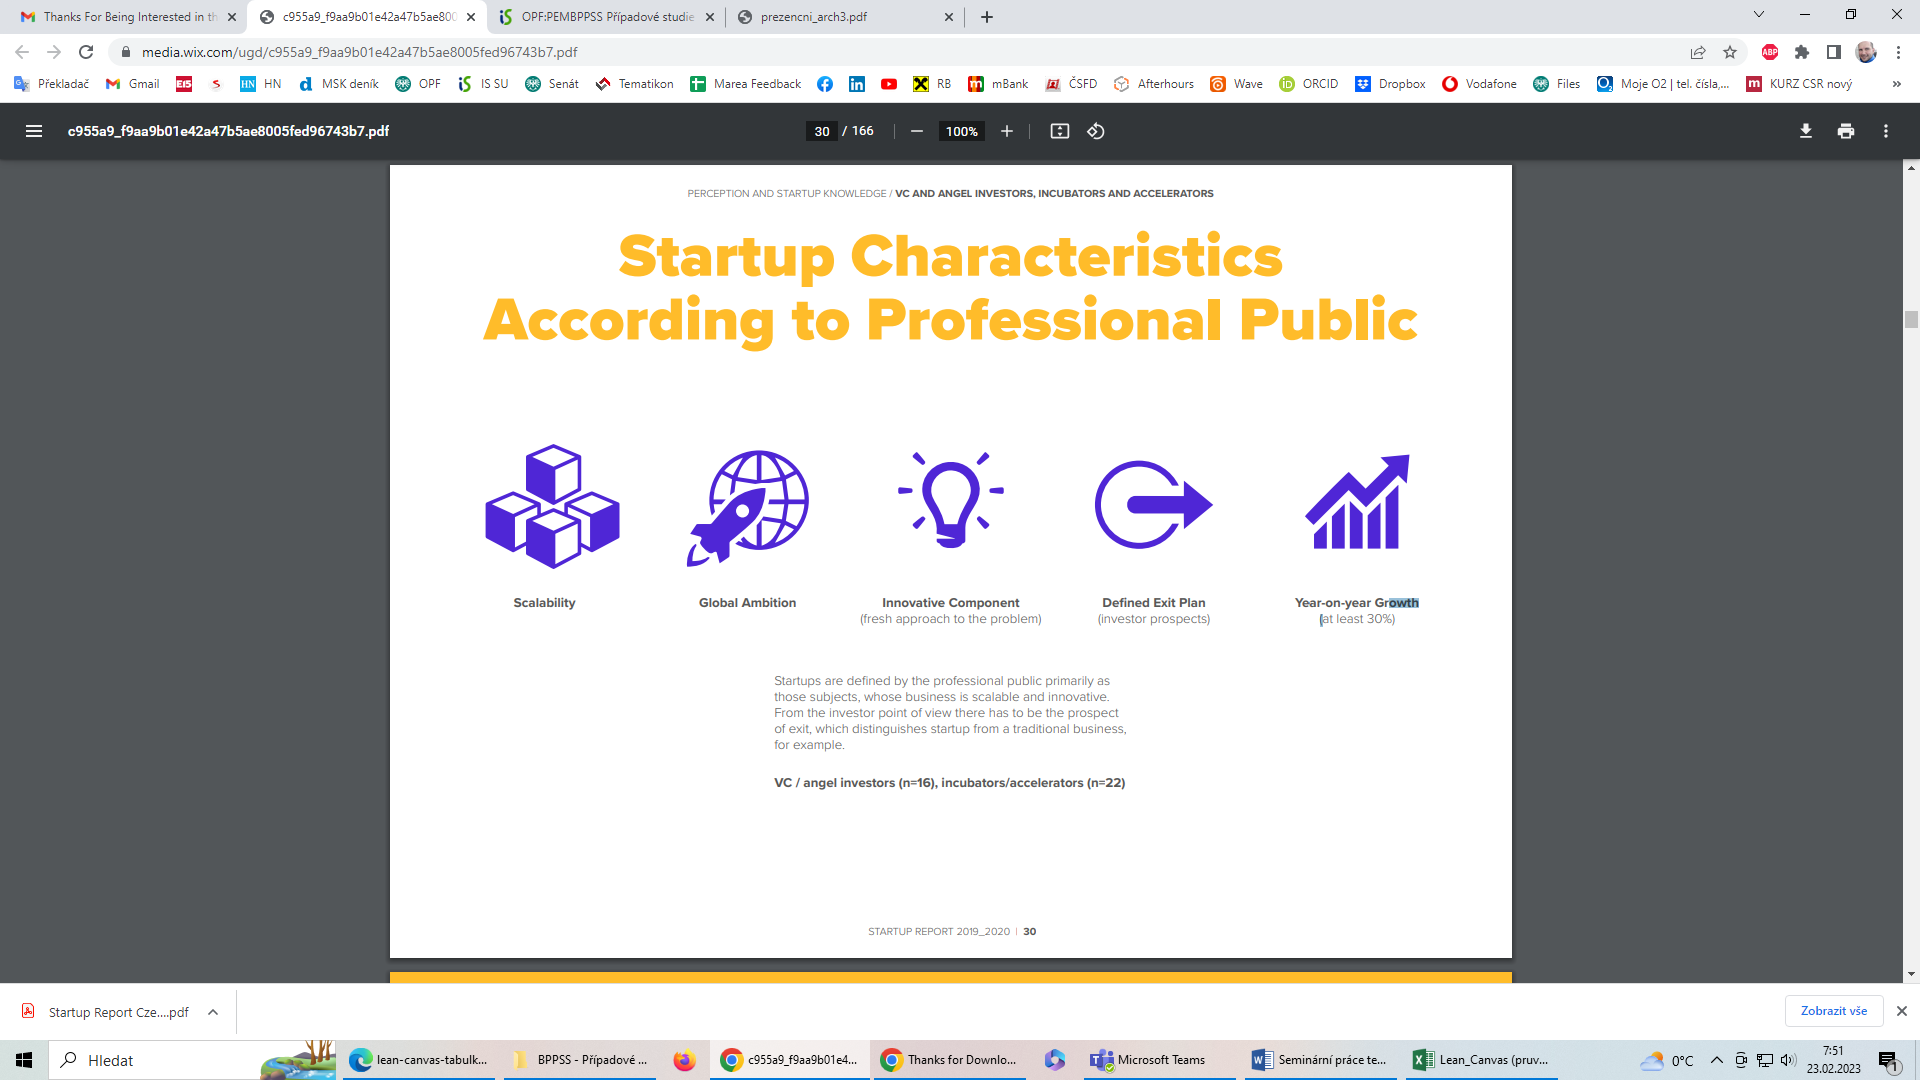 Thanks For Being Interested in th
c955a9_f9aa9b01e42a47b5ae800
OPF:PEMBPPSS Případové studie
prezencni_arch3.pdf
media.wix.com/ugd/c955a9_f9aa9b01e42a47b5ae8005fed96743b7.pdf
ABP
Překladač
Gmail
HN
MSK deník
OPF
IS SU
Senát
Tematikon
Marea Feedback
RB
mBank
ČSFD
Afterhours
Wave
ORCID
Dropbox
Vodafone
Files
Moje O2 | tel. čísla,...
KURZ CSR nový
»
c955a9_f9aa9b01e42a47b5ae8005fed96743b7.pdf
30 / 166
100%
PERCEPTION AND STARTUP KNOWLEDGE / VC AND ANGEL INVESTORS, INCUBATORS AND ACCELERATORS
Startup Characteristics
According to Professional Public
Scalability
Global Ambition
Innovative Component
(fresh approach to the problem)
Defined Exit Plan
(investor prospects)
Year-on-year Growth
(at least 30%)
Startups are defined by the professional public primarily as
those subjects, whose business is scalable and innovative.
From the investor point of view there has to be the prospect
of exit, which distinguishes startup from a traditional business,
for example.
VC / angel investors (n=16), incubators/accelerators (n=22)
STARTUP REPORT 2019_2020 | 30
Startup Report Cze....pdf
Zobrazit vše
Hledat
lean-canvas-tabulk...
BPPSS - Případové ...
c955a9_f9aa9b01e4...
Thanks for Downlo...
Microsoft Teams
Seminární práce te...
Lean_Canvas (pruv...
0°C
7:51
23.02.2023
1